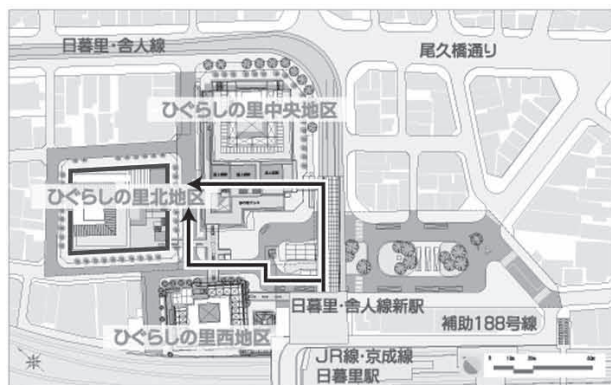 日暮里・舎人線
尾久橋通り
ひぐらしの里中央地区
ひぐらしの里北地区
日暮里・舎人線新駅
補助188号線
ひぐらしの里西地区
JR線・京成線
日暮里駅